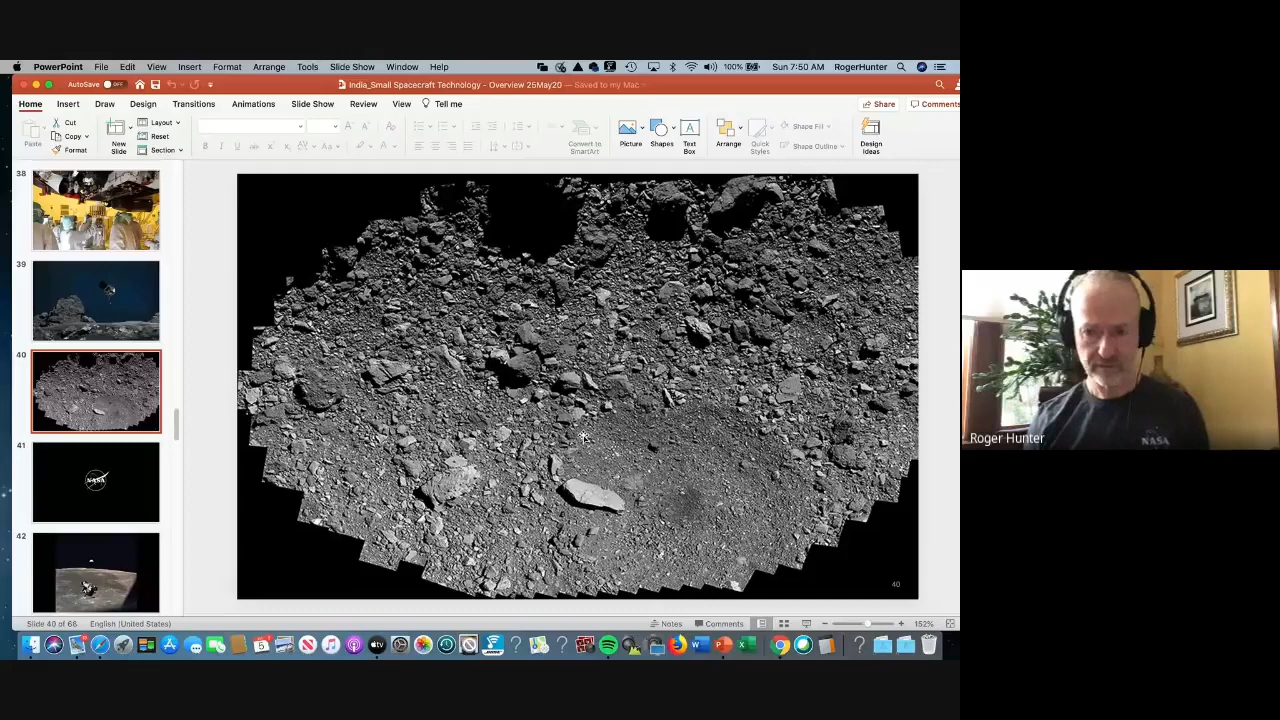 PowerPoint File Edit View Insert Format Arrange Tools Slide Show Window Help 100% Sun 7:50 AM RogerHunter
AutoSave OFF India_Small Spacecraft Technology - Overview 25May20 — Saved to my Mac
Home Insert Draw Design Transitions Animations Slide Show Review View Tell me Share Comments
Cut
Copy
Format
Paste
New
Slide
Layout
Reset
Section
Convert to
SmartArt
Picture
Shapes
Text
Box
Arrange
Quick
Styles
Shape Fill
Shape Outline
Design
Ideas
38
39
40
41
NASA
42
40
Roger Hunter
NASA
Slide 40 of 68 English (United States) Notes Comments 152%